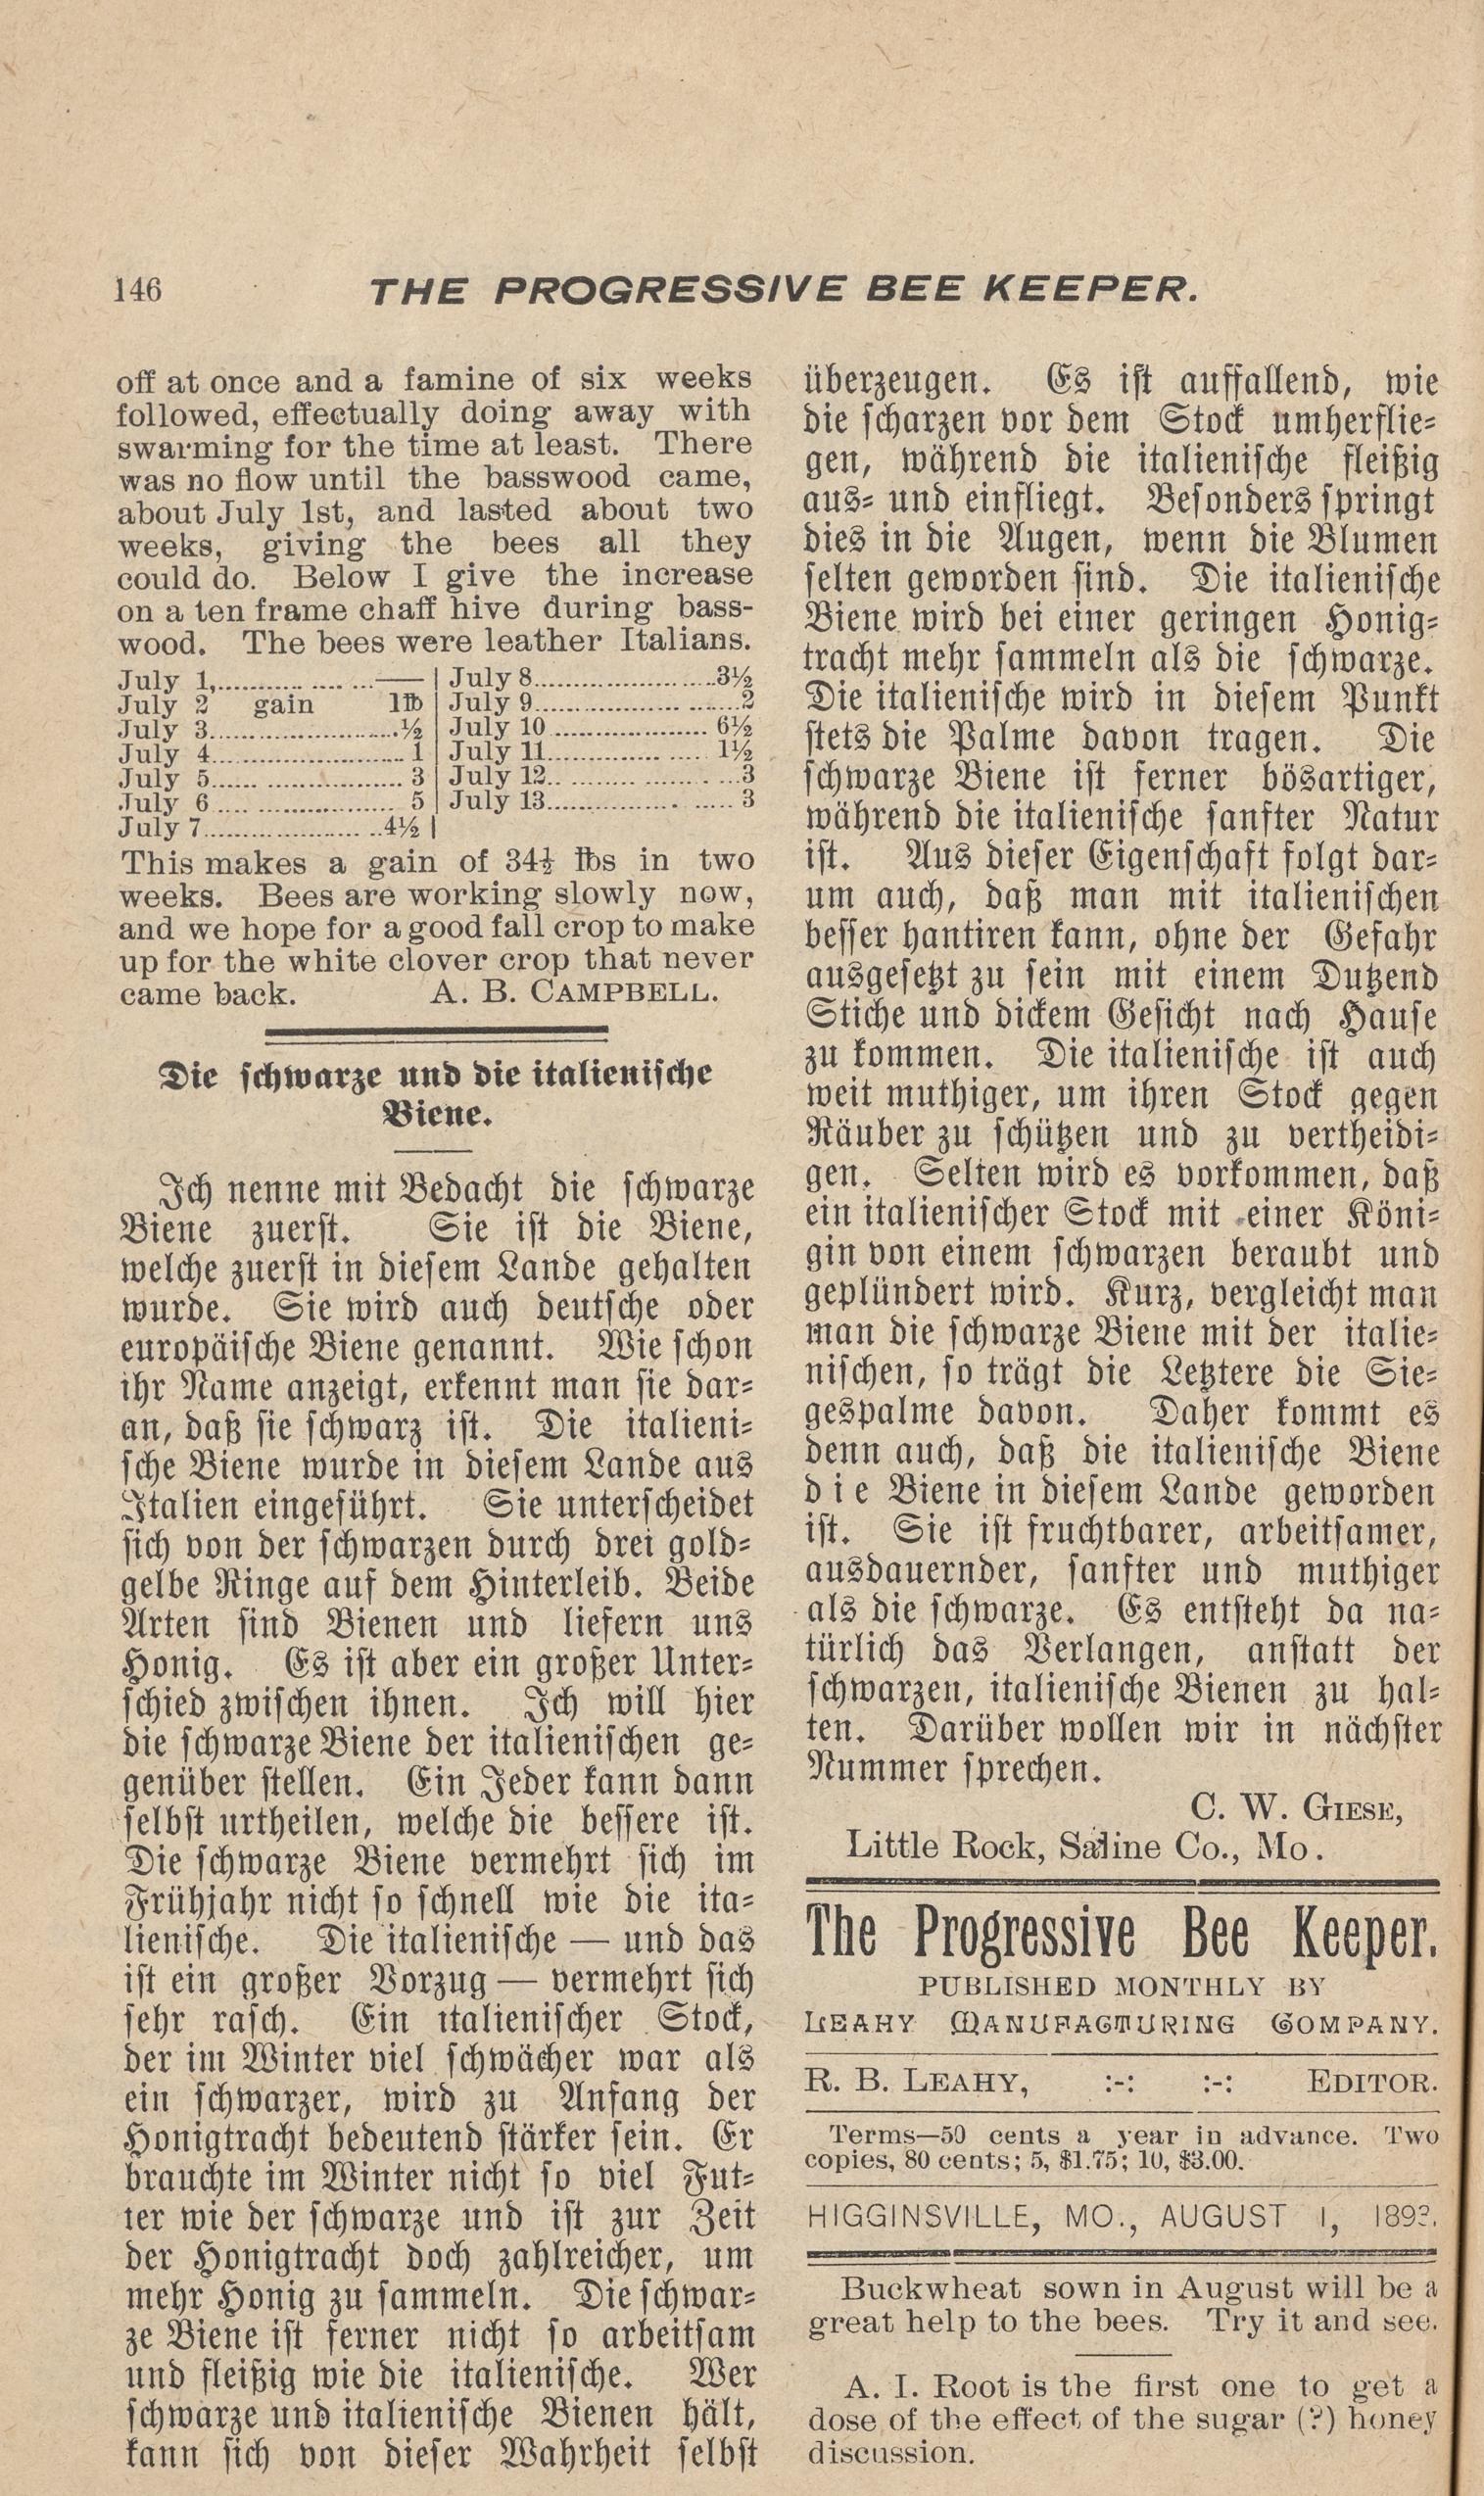 146 THE PROGRESSIVE BEE KEEPER.
off at once and a famine of six weeks
followed, effectually doing away with
swarming for the time at least. There
was no flow until the basswood came,
about July 1st, and lasted about two
weeks, giving the bees all they
could do. Below I give the increase
on a ten frame chaff hive during bass-
wood. The bees were leather Italians.
July 1,............ .... ...—— | July 8........................3½
July 2 gain 1℔ | July 9.................. .......2
July 3.........................½ | July 10.................... 6½
July 4......................... 1 | July 11............... ..... 1½
July 5...... .................. 3 | July 12.. ........... ..... . ...3
July 6.... .................. 5 | July 13................ . ..... 3
July 7.................... ..4½ |
This makes a gain of 34½ ℔s in two
weeks. Bees are working slowly now,
and we hope for a good fall crop to make
up for the white clover crop that never
came back. A. B. CAMPBELL.
Die schwarze und die italienische
Biene.
Ich nenne mit Bedacht die schwarze
Biene zuerst. Sie ist die Biene,
welche zuerst in diesem Lande gehalten
wurde. Sie wird auch deutsche oder
europäische Biene genannt. Wie schon
ihr Name anzeigt, erkennt man sie dar-
an, daß sie schwarz ist. Die italieni-
sche Biene wurde in diesem Lande aus
Italien eingeführt. Sie unterscheidet
sich von der schwarzen durch drei gold-
gelbe Ringe auf dem Hinterleib. Beide
Arten sind Bienen und liefern uns
Honig. Es ist aber ein großer Unter-
schied zwischen ihnen. Ich will hier
die schwarze Biene der italienischen ge-
genüber stellen. Ein Jeder kann dann
selbst urtheilen, welche die bessere ist.
Die schwarze Biene vermehrt sich im
Frühjahr nicht so schnell wie die ita-
lienische. Die italienische — und das
ist ein großer Vorzug — vermehrt sich
sehr rasch. Ein italienischer Stock,
der im Winter viel schwächer war als
ein schwarzer, wird zu Anfang der
Honigtracht bedeutend stärker sein. Er
brauchte im Winter nicht so viel Fut-
ter wie der schwarze und ist zur Zeit
der Honigtracht doch zahlreicher, um
mehr Honig zu sammeln. Die schwar-
ze Biene ist ferner nicht so arbeitsam
und fleißig wie die italienische. Wer
schwarze und italienische Bienen hält,
kann sich von dieser Wahrheit selbst
überzeugen. Es ist auffallend, wie
die scharzen vor dem Stock umherflie-
gen, während die italienische fleißig
aus- und einfliegt. Besonders springt
dies in die Augen, wenn die Blumen
selten geworden sind. Die italienische
Biene wird bei einer geringen Honig-
tracht mehr sammeln als die schwarze.
Die italienische wird in diesem Punkt
stets die Palme davon tragen. Die
schwarze Biene ist ferner bösartiger,
während die italienische sanfter Natur
ist. Aus dieser Eigenschaft folgt dar-
um auch, daß man mit italienischen
besser hantiren kann, ohne der Gefahr
ausgesetzt zu sein mit einem Dutzend
Stiche und dickem Gesicht nach Hause
zu kommen. Die italienische ist auch
weit muthiger, um ihren Stock gegen
Räuber zu schützen und zu vertheidi-
gen. Selten wird es vorkommen, daß
ein italienischer Stock mit einer Köni-
gin von einem schwarzen beraubt und
geplündert wird. Kurz, vergleicht man
man die schwarze Biene mit der italie-
nischen, so trägt die Letztere die Sie-
gespalme davon. Daher kommt es
denn auch, daß die italienische Biene
d i e Biene in diesem Lande geworden
ist. Sie ist fruchtbarer, arbeitsamer,
ausdauernder, sanfter und muthiger
als die schwarze. Es entsteht da na-
türlich das Verlangen, anstatt der
schwarzen, italienische Bienen zu hal-
ten. Darüber wollen wir in nächster
Nummer sprechen.
C. W. GIESE,
Little Rock, Saline Co., Mo.
The Progressive Bee Keeper.
PUBLISHED MONTHLY BY
LEAHY MANUFACTURING COMPANY.
R. B. LEAHY, :-: :-: EDITOR.
Terms—50 cents a year in advance. Two
copies, 80 cents; 5, $1.75; 10, $3.00.
HIGGINSVILLE, MO., AUGUST 1, 1893.
Buckwheat sown in August will be a
great help to the bees. Try it and see.
A. I. Root is the first one to get a
dose of the effect of the sugar (?) honey
discussion.